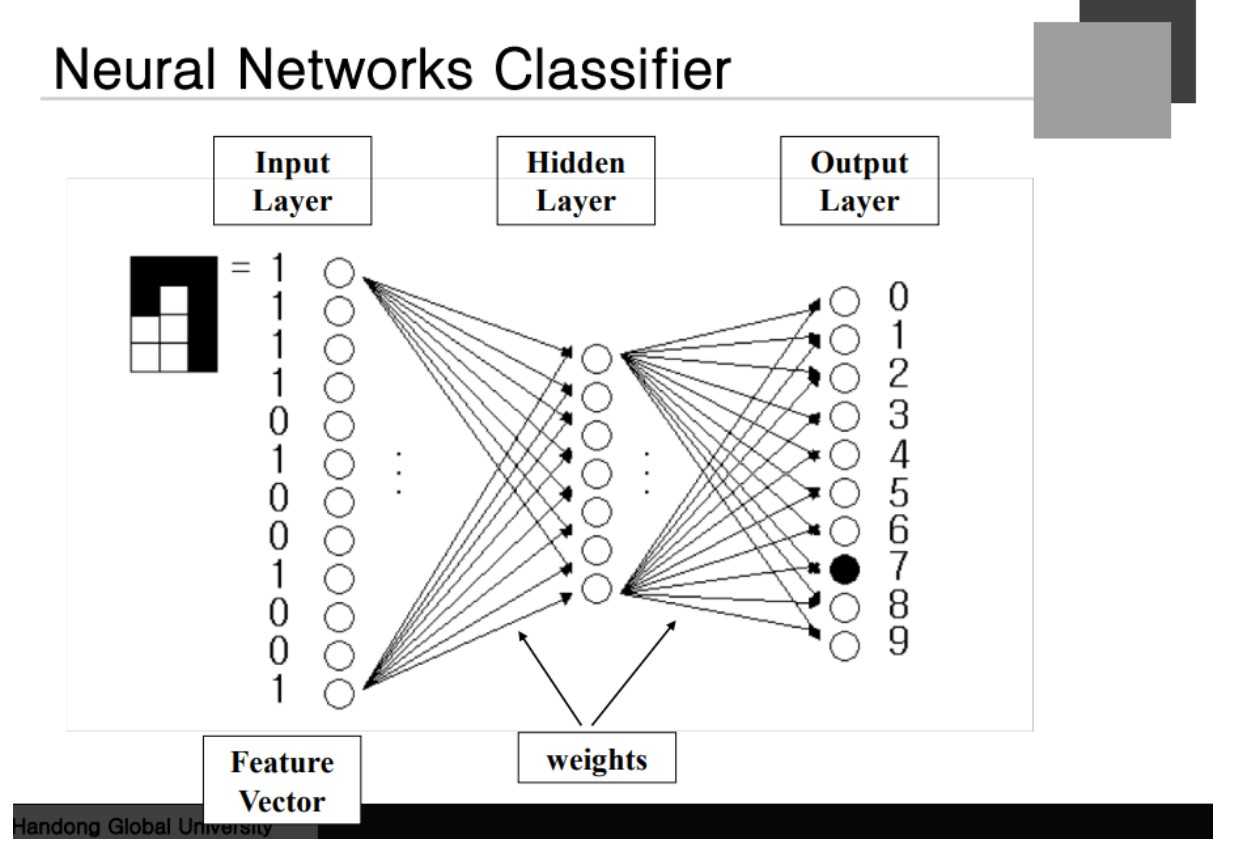 Neural Networks Classifier
Input
Layer
Hidden
Layer
Output
Layer
= 1
1
1
1
0
1
0
0
1
0
0
1
0
1
2
3
4
5
6
7
8
9
Feature
Vector
weights
Handong Global University